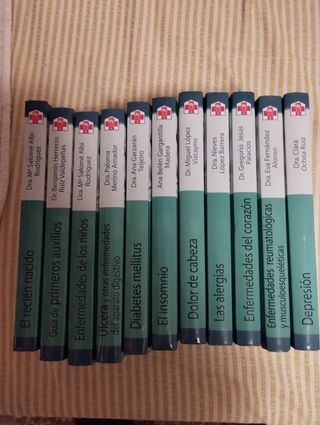 Dra. Mª Salomé Albi
Rodríguez
El recién nacido
Dr. Benjamín Herreros
Ruiz Valdepeñas
Guía de primeros auxilios
Dra. Mª Salomé Albi
Rodríguez
Enfermedades de los niños
Dra. Paloma
Merino Amador
Úlcera y otras enfermedades
del aparato digestivo
Dra. Ana Garzarán
Teijeiro
Diabetes mellitus
Ana Belén Gargantilla
Madera
El insomnio
Dr. Miguel López
Vizcayno
Dolor de cabeza
Dra. Nieves
López Barrera
Las alergias
Dr. Gregorio Jesús
Palacios
Enfermedades del corazón
Dra. Eva Fernández
Alonso
Enfermedades reumatológicas
y musculoesqueléticas
Dra. Clara
Ochoa Ruiz
Depresión